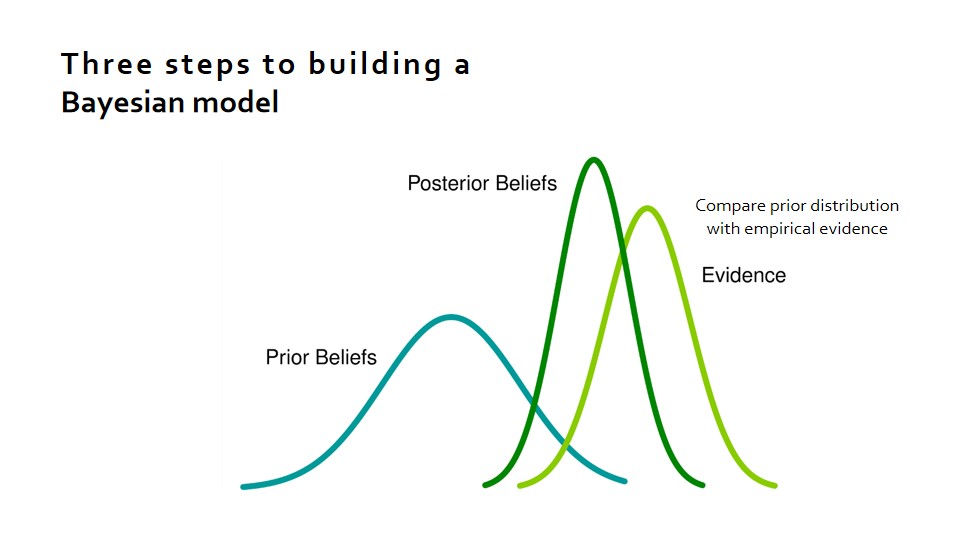 Three steps to building a
Bayesian model
Posterior Beliefs
Compare prior distribution
with empirical evidence
Evidence
Prior Beliefs